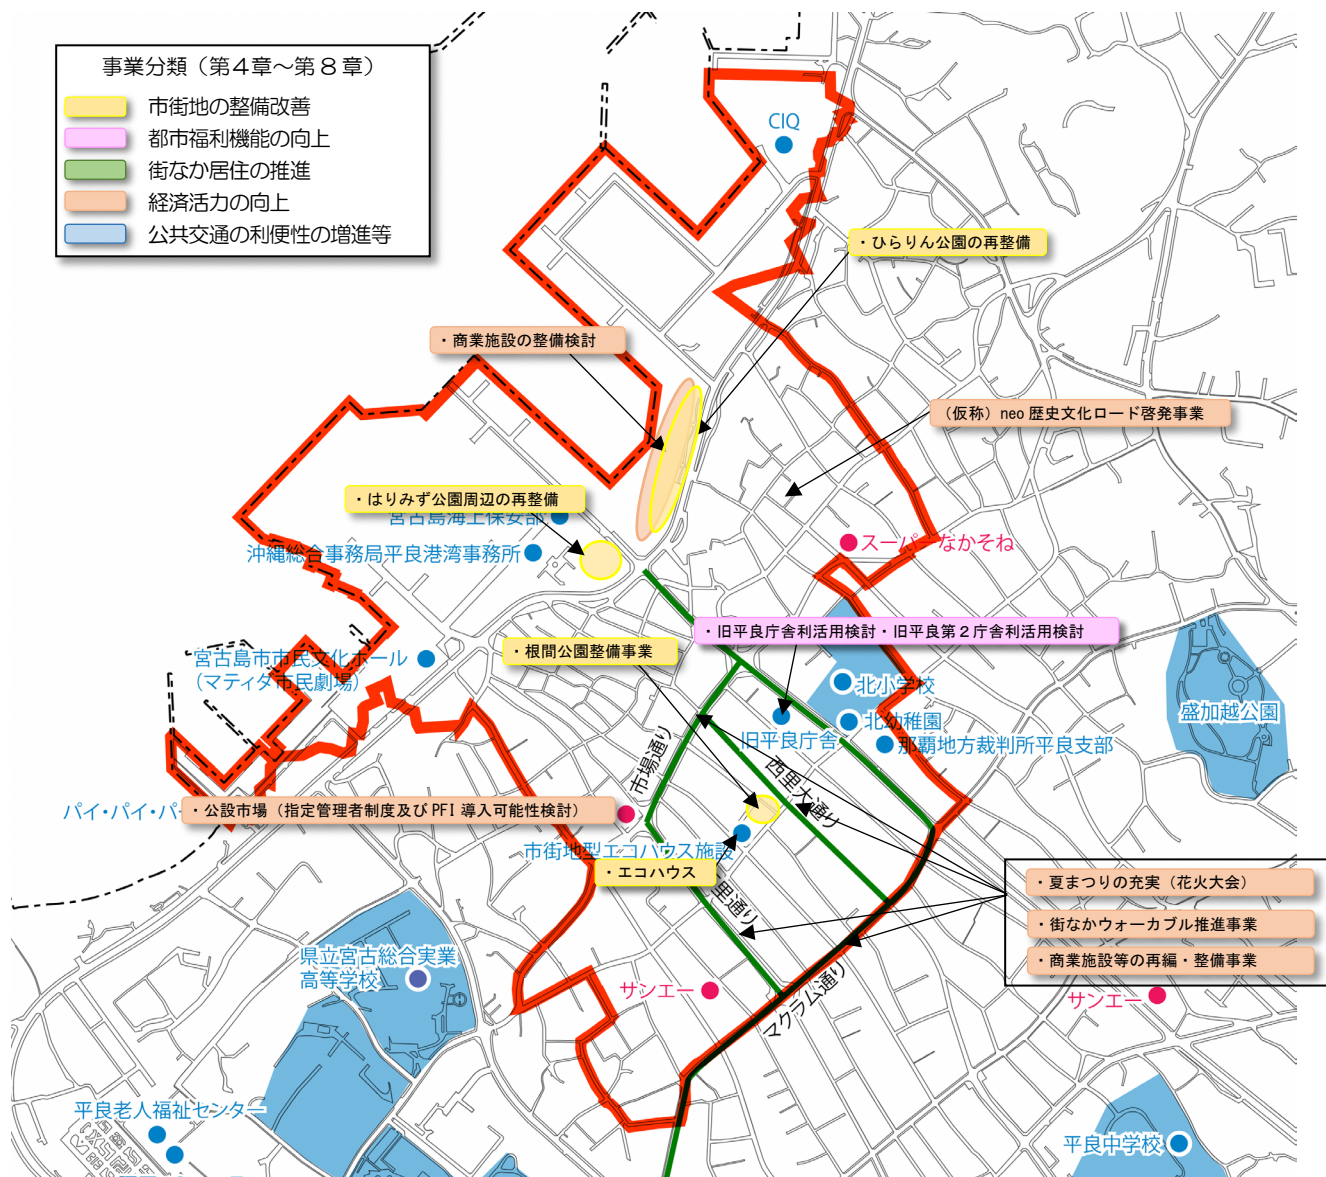 事業分類（第４章～第８章）
市街地の整備改善
都市福利機能の向上
街なか居住の推進
経済活力の向上
公共交通の利便性の増進等
CIQ
・ひらりん公園の再整備
・商業施設の整備検討
（仮称）neo 歴史文化ロード啓発事業
・はりみず公園周辺の再整備
宮古島海上保安部
沖縄総合事務局平良港湾事務所
スーパーなかそね
・旧平良庁舎利活用検討・旧平良第２庁舎利活用検討
・根間公園整備事業
宮古島市市民文化ホール
（マティダ市民劇場）
北小学校
北幼稚園
盛加越公園
旧平良庁舎
那覇地方裁判所平良支部
市場通り
西里大通り
パイ・パイ・パ
・公設市場（指定管理者制度及びPFI 導入可能性検討）
市街地型エコハウス施設
・エコハウス
里通り
・夏まつりの充実（花火大会）
・街なかウォーカブル推進事業
・商業施設等の再編・整備事業
県立宮古総合実業
高等学校
サンエー
マクラム通り
サンエー
平良老人福祉センター
平良中学校